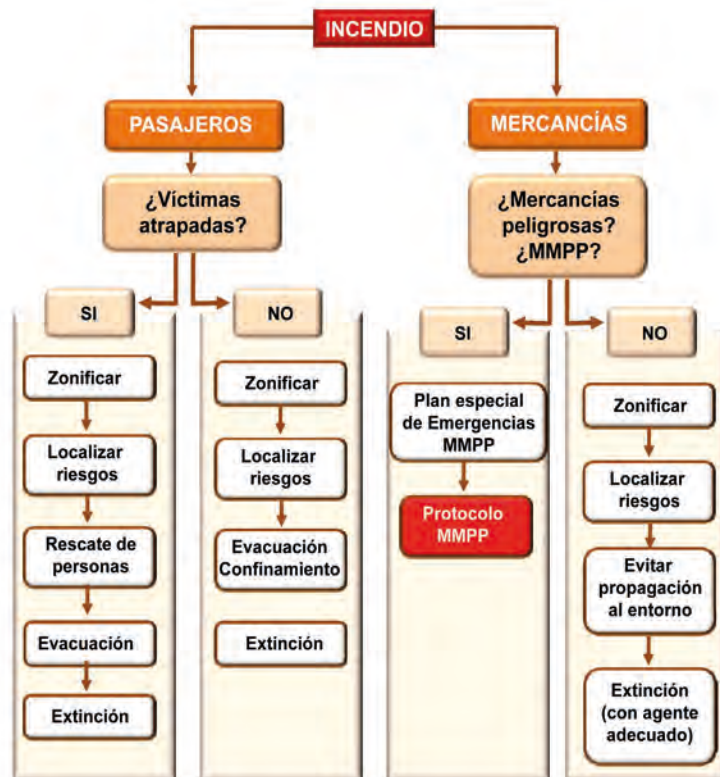 INCENDIO
PASAJEROS
¿Víctimas
atrapadas?
SI
Zonificar
Localizar
riesgos
Rescate de
personas
Evacuación
Extinción
NO
Zonificar
Localizar
riesgos
Evacuación
Confinamiento
Extinción
MERCANCÍAS
¿Mercancías
peligrosas?
¿MMPP?
SI
Plan especial
de Emergencias
MMPP
Protocolo
MMPP
NO
Zonificar
Localizar
riesgos
Evitar
propagación
al entorno
Extinción
(con agente
adecuado)